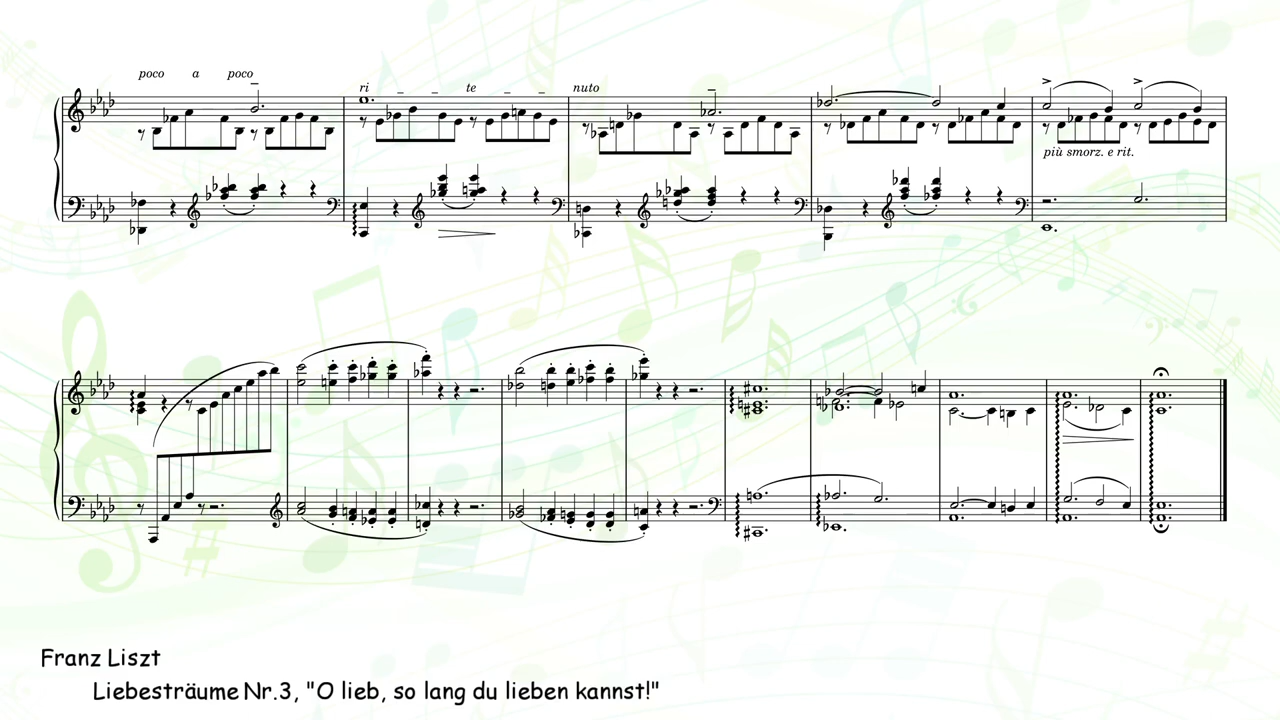 poco a poco
ri _ _ te _ _ nuto
più smorz. e rit.
Franz Liszt
Liebesträume Nr.3, "O lieb, so lang du lieben kannst!"